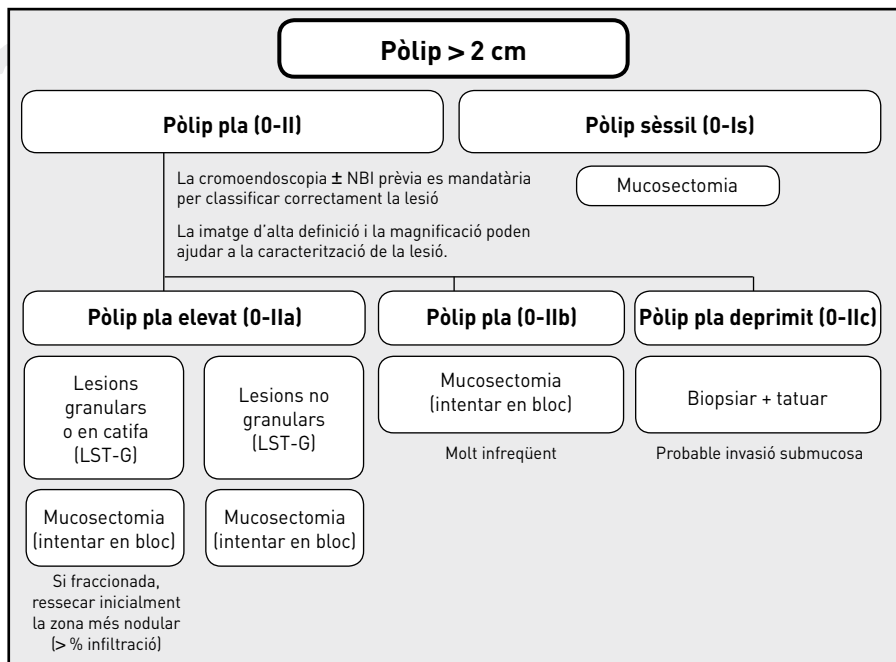 Pòlip > 2 cm
Pòlip pla (0-II)
Pòlip sèssil (0-Is)
La cromoendoscopia ± NBI prèvia es mandatària
per classificar correctament la lesió
La imatge d'alta definició i la magnificació poden
ajudar a la caracterització de la lesió.
Mucosectomia
Pòlip pla elevat (0-IIa)
Pòlip pla (0-IIb)
Pòlip pla deprimit (0-IIc)
Lesions
granulars
o en catifa
(LST-G)
Lesions no
granulars
(LST-G)
Mucosectomia
(intentar en bloc)
Biopsiar + tatuar
Molt infreqüent
Probable invasió submucosa
Mucosectomia
(intentar en bloc)
Mucosectomia
(intentar en bloc)
Si fraccionada,
ressecar inicialment
la zona més nodular
(> % infiltració)